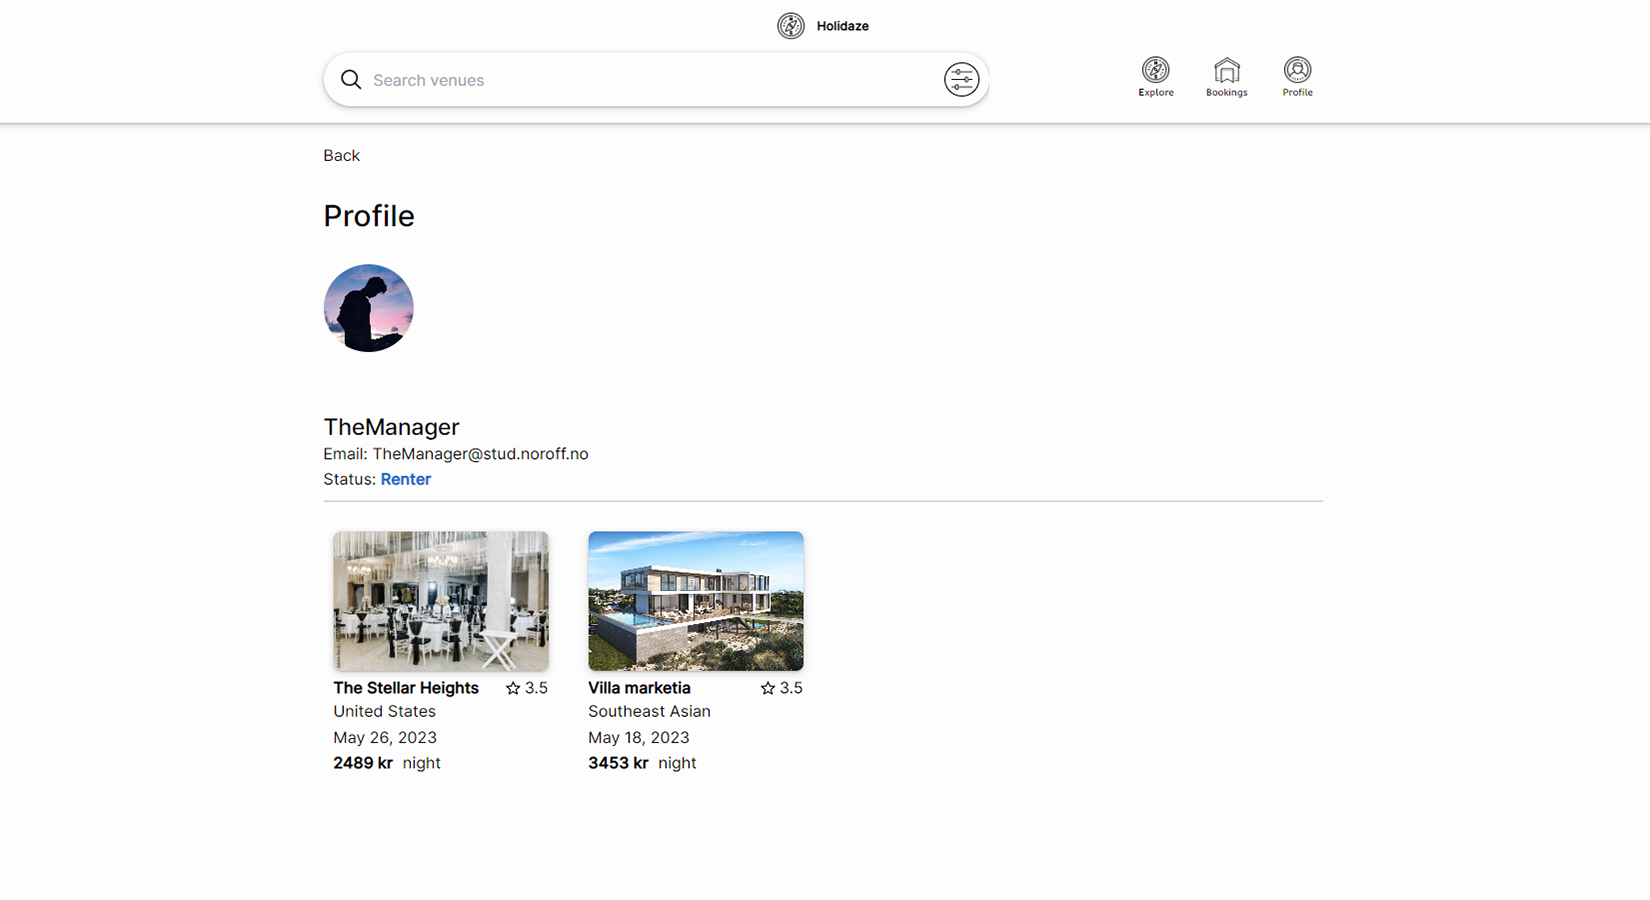 Holidaze
Search venues
Explore
Bookings
Profile
Back
Profile
TheManager
Email: TheManager@stud.noroff.no
Status: Renter
The Stellar Heights 3.5
United States
May 26, 2023
2489 kr night
Villa marketia 3.5
Southeast Asian
May 18, 2023
3453 kr night